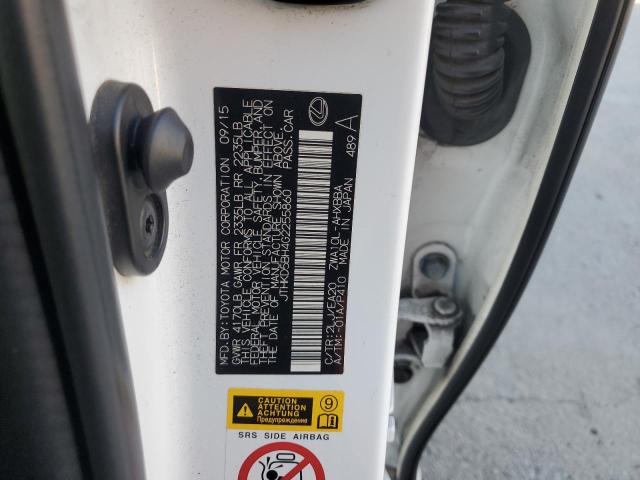 MFD.BY:TOYOTA MOTOR CORPORATION 09/15
GVWR 4170LB GAWR FR 2335LB RR 2235LB
THIS VEHICLE CONFORMS TO ALL APPLICABLE
FEDERAL MOTOR VEHICLE SAFETY, BUMPER, AND
THEFT PREVENTION STANDARDS IN EFFECT ON
THE DATE OF MANUFACTURE SHOWN ABOVE.
JTHKD5BH4G2255860 PASS.CAR
C/TR:2 J/EA20 ZWA10L-AHXBBA
A/TM:-01A/P410 MADE IN JAPAN
489 A
CAUTION
ATTENTION
ACHTUNG
Предупреждение
9
SRS SIDE AIRBAG